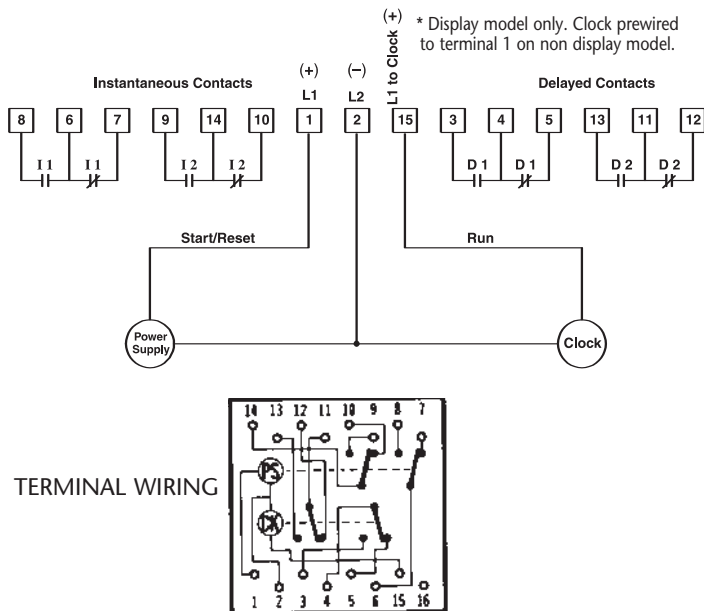 * Display model only. Clock prewired
to terminal 1 on non display model.
Instantaneous Contacts
(+)
L1
(–)
L2
(+)
L1 to Clock
Delayed Contacts
8 6 7 9 14 10 1 2 15 3 4 5 13 11 12
I 1 I 1 I 2 I 2 D 1 D 1 D 2 D 2
Start/Reset
Run
Power
Supply
Clock
TERMINAL WIRING
14 13 12 11 10 9 8 7
PS
DX
1 2 3 4 5 6 15 16